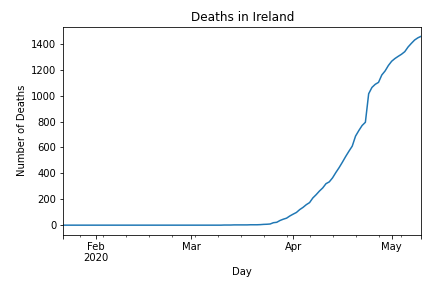 Deaths in Ireland
Number of Deaths
1400
1200
1000
800
600
400
200
0
Feb
2020
Mar
Apr
May
Day